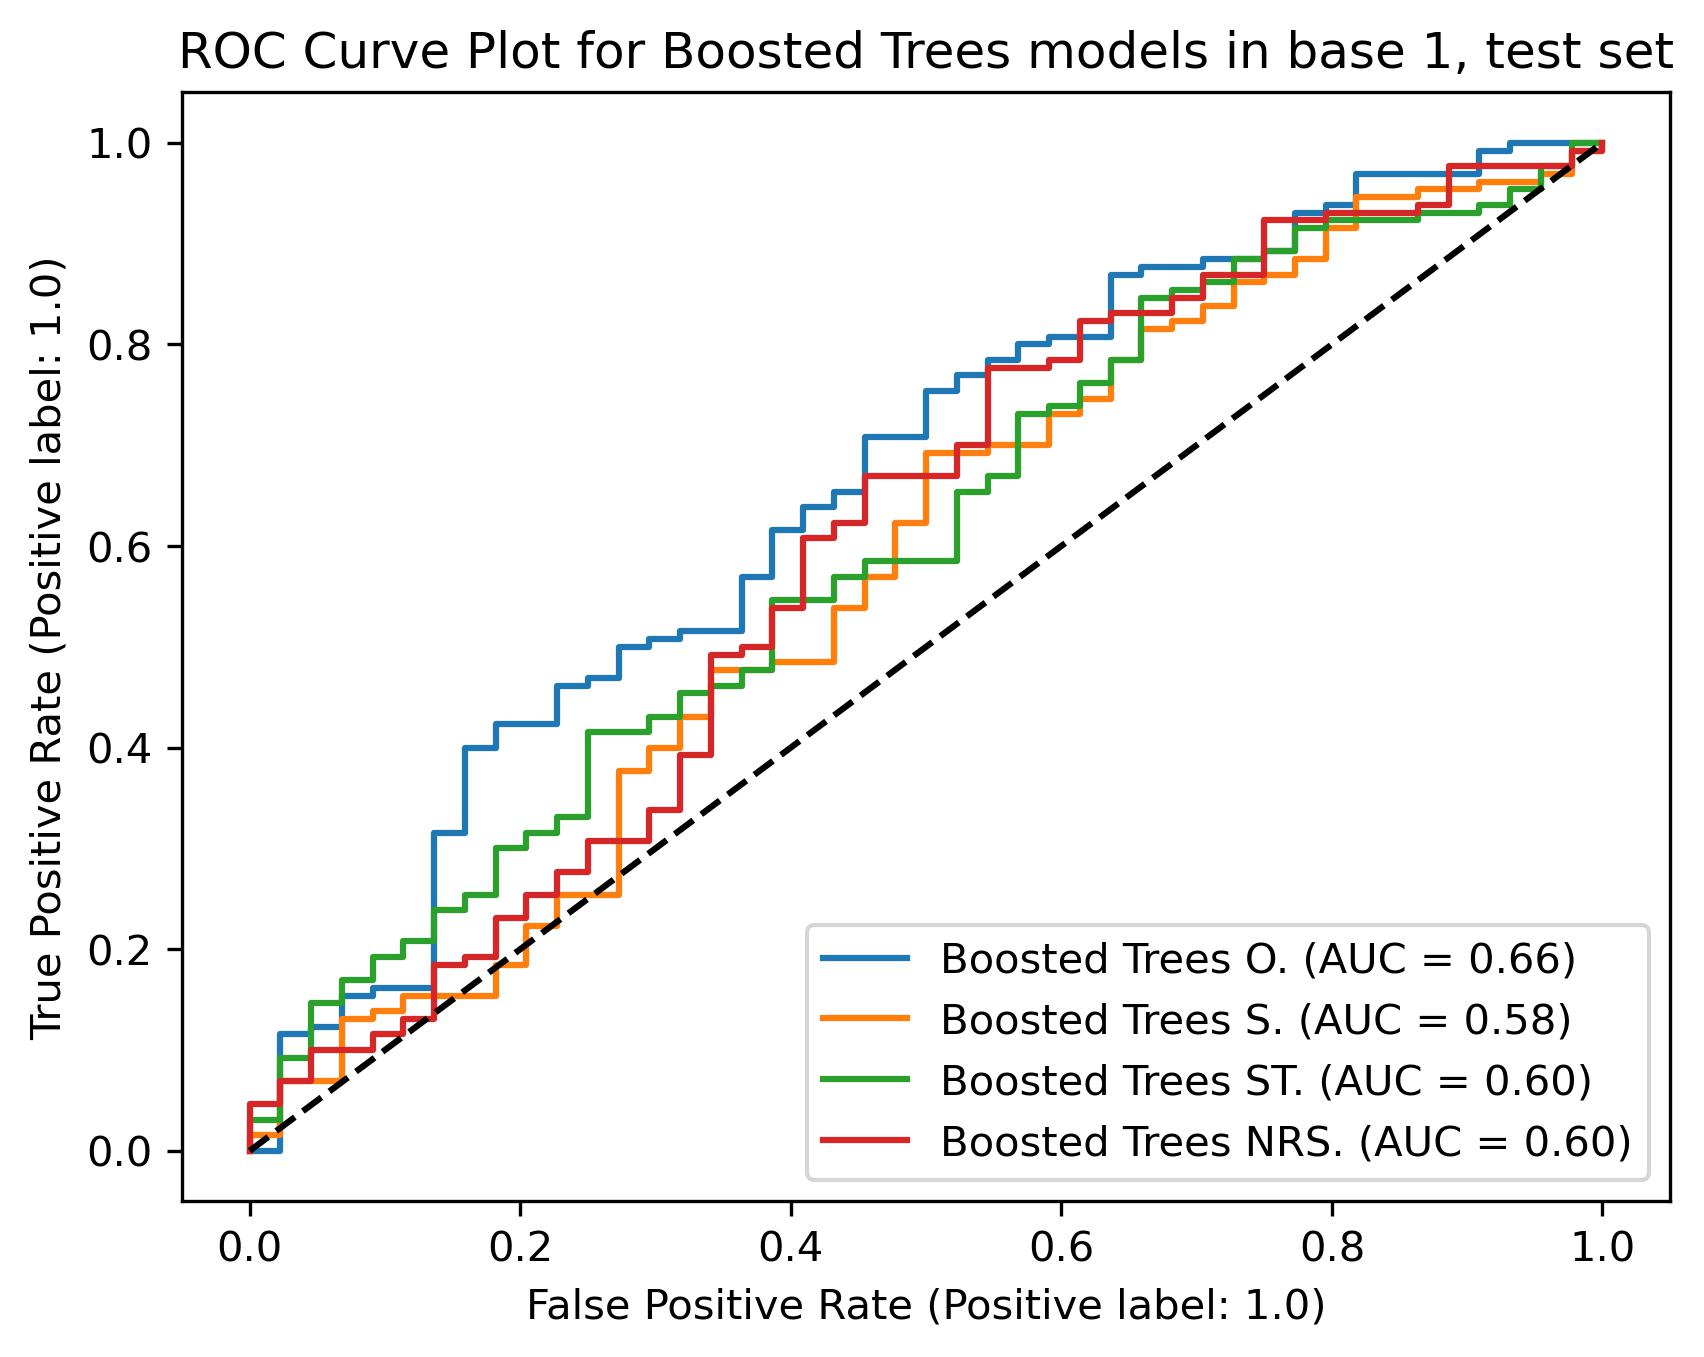 ROC Curve Plot for Boosted Trees models in base 1, test set
True Positive Rate (Positive label: 1.0)
1.0
0.8
0.6
0.4
0.2
0.0
Boosted Trees O. (AUC = 0.66)
Boosted Trees S. (AUC = 0.58)
Boosted Trees ST. (AUC = 0.60)
Boosted Trees NRS. (AUC = 0.60)
0.0 0.2 0.4 0.6 0.8 1.0
False Positive Rate (Positive label: 1.0)